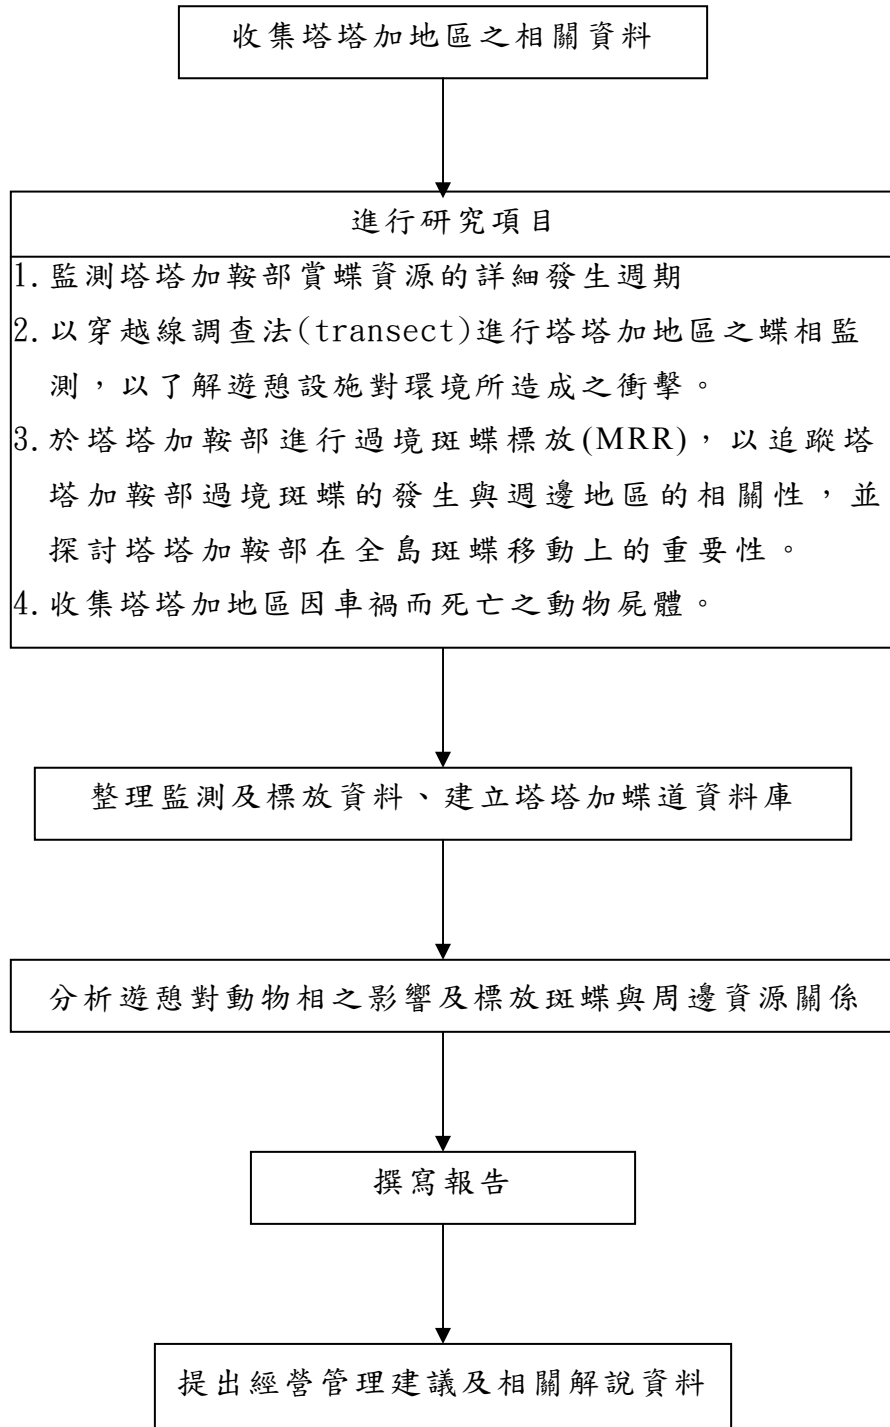 收集塔塔加地區之相關資料
進行研究項目
1.監測塔塔加鞍部賞蝶資源的詳細發生週期
2.以穿越線調查法(transect)進行塔塔加地區之蝶相監
測，以了解遊憩設施對環境所造成之衝擊。
3.於塔塔加鞍部進行過境斑蝶標放(MRR)，以追蹤塔
塔加鞍部過境斑蝶的發生與週邊地區的相關性，並
探討塔塔加鞍部在全島斑蝶移動上的重要性。
4.收集塔塔加地區因車禍而死亡之動物屍體。
整理監測及標放資料、建立塔塔加蝶道資料庫
分析遊憩對動物相之影響及標放斑蝶與周邊資源關係
撰寫報告
提出經營管理建議及相關解說資料